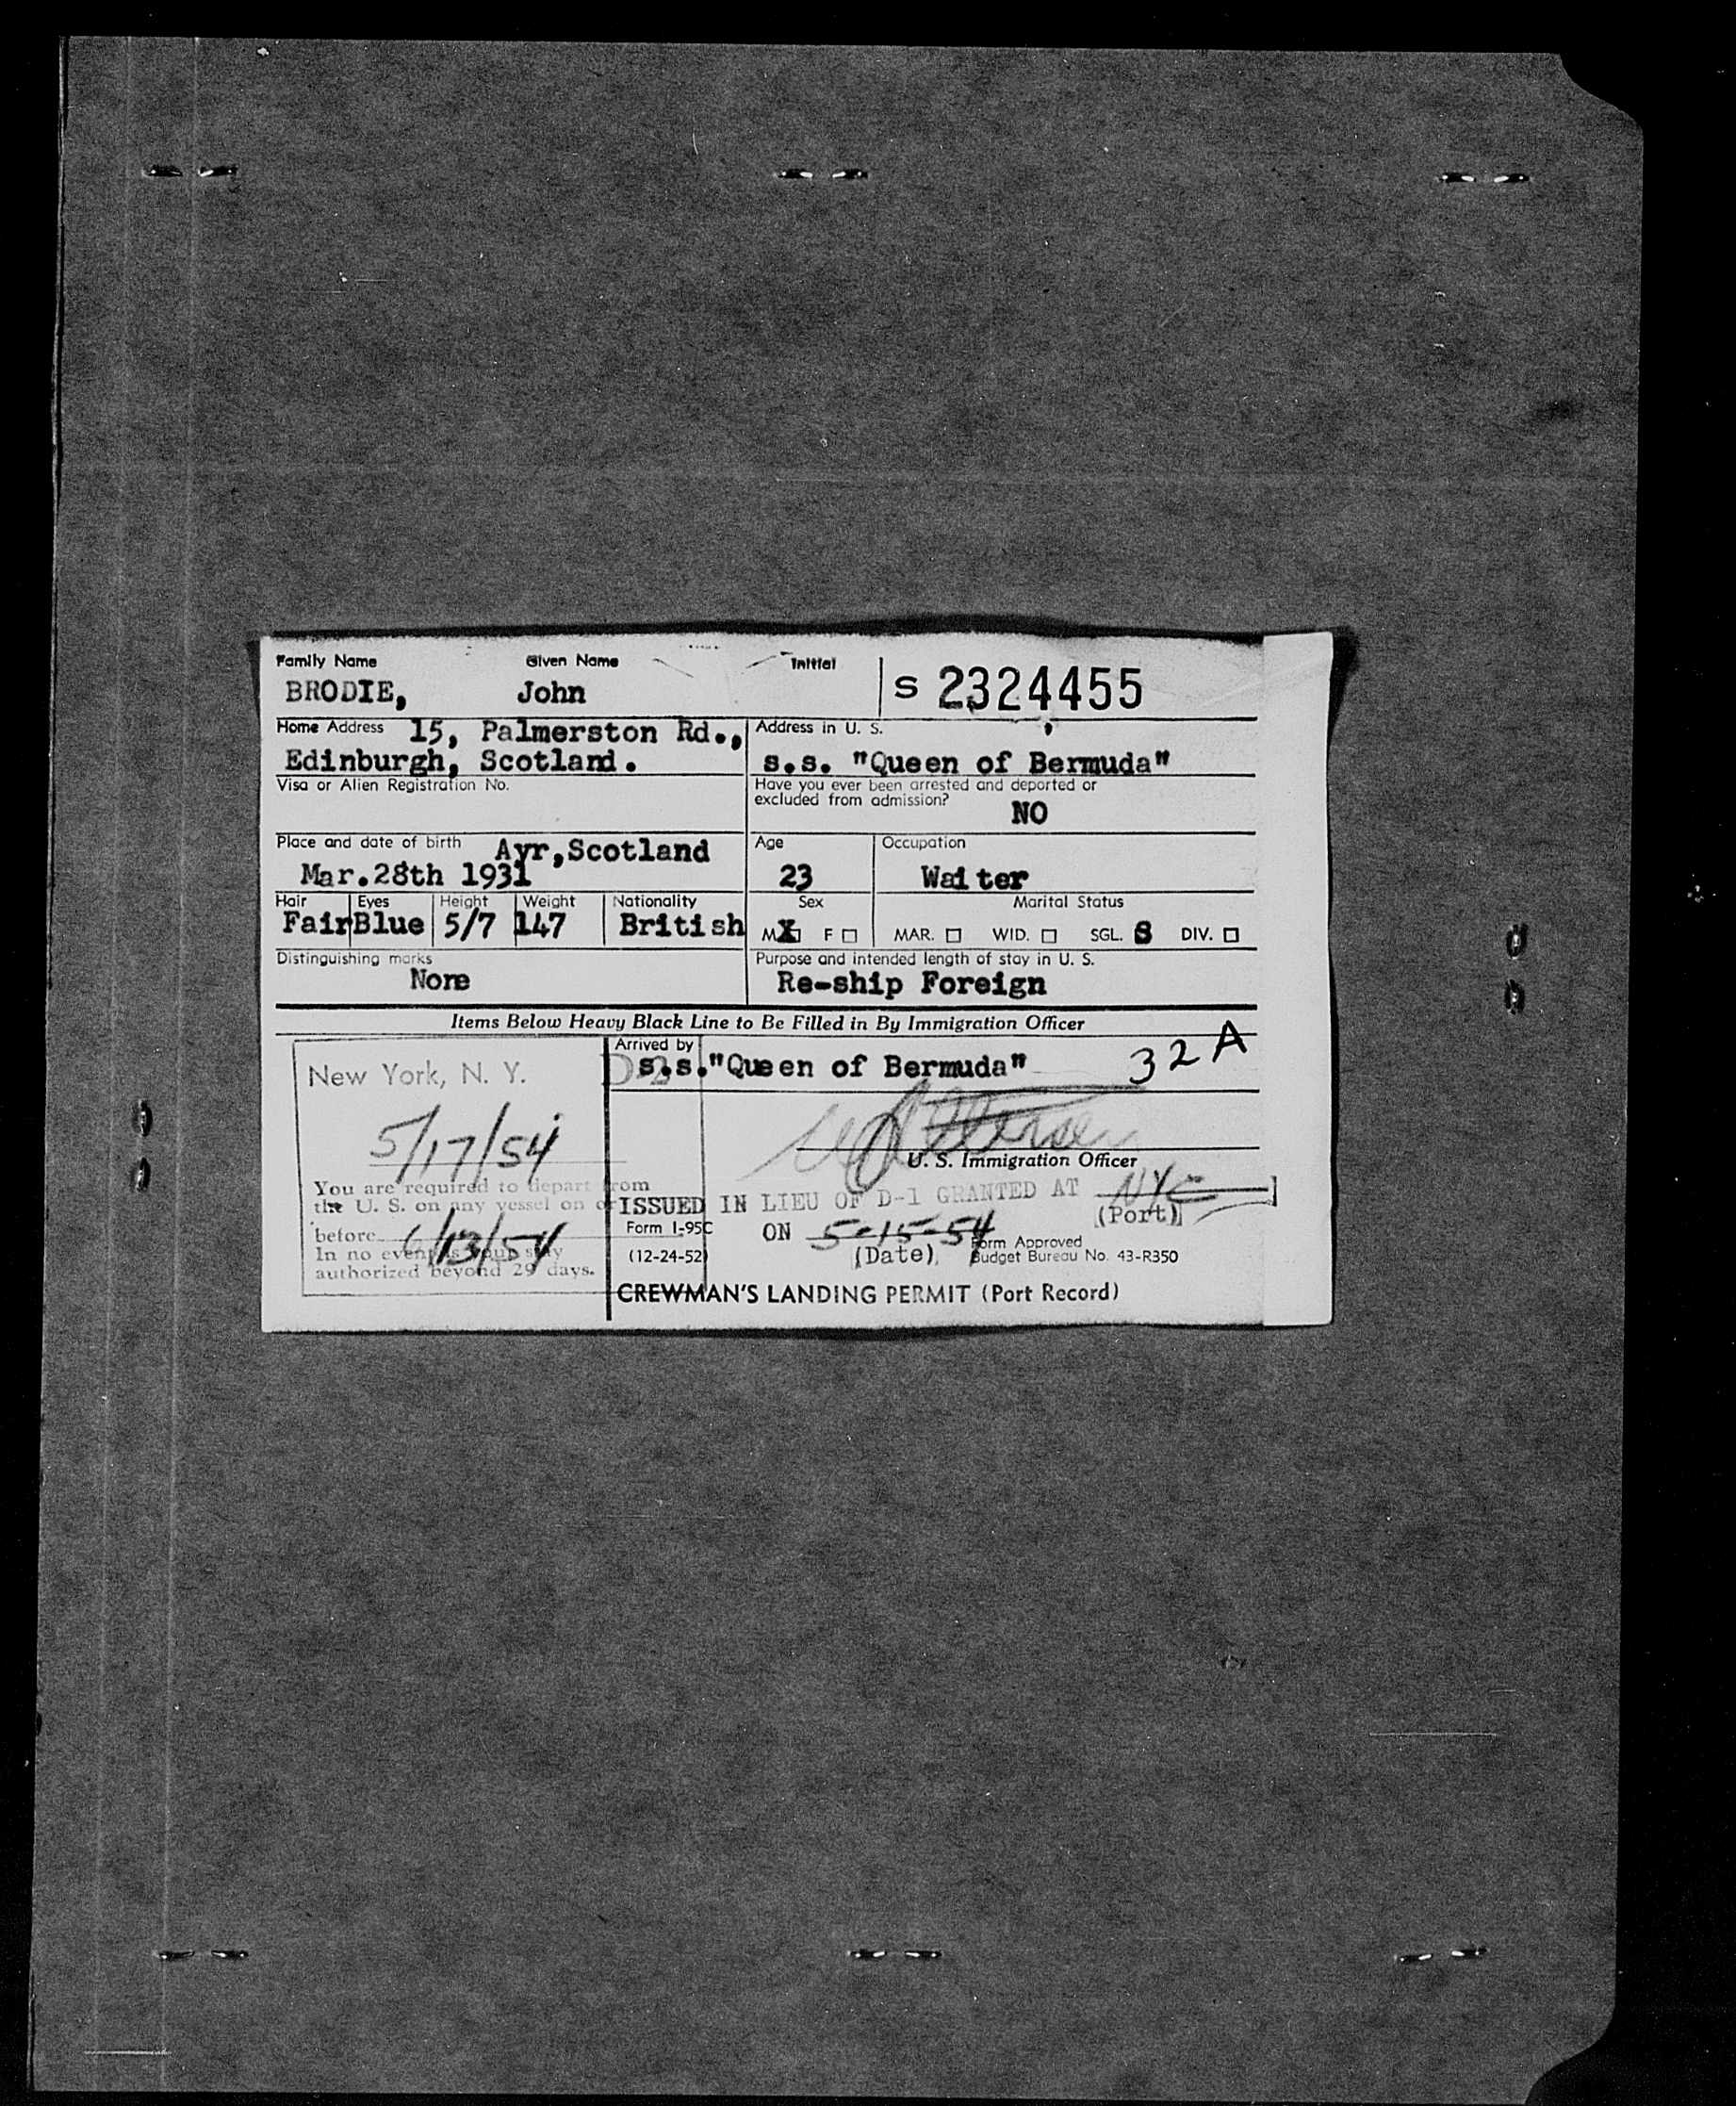 Family Name Given Name Initial
BRODIE, John S 2324455
Home Address 15, Palmerston Rd.,
Edinburgh, Scotland.
Address in U. S.
s.s. "Queen of Bermuda"
Visa or Alien Registration No.
Have you ever been arrested and deported or
excluded from admission?
NO
Place and date of birth Ayr,Scotland
Mar.28th 1931
Age
23
Occupation
Waiter
Hair Eyes Height Weight Nationality
Fair Blue 5/7 147 British
Sex
M X F
Marital Status
MAR. WID. SGL. S DIV.
Distinguishing marks
None
Purpose and intended length of stay in U. S.
Re-ship Foreign
Items Below Heavy Black Line to Be Filled in By Immigration Officer
New York, N. Y.
5/17/54
You are required to depart from
the U. S. on any vessel on or
before 6/13/54
In no event is your stay
authorized beyond 29 days.
Arrived by
D-2
s.s."Queen of Bermuda" 32A
U. S. Immigration Officer
ISSUED IN LIEU OF D-1 GRANTED AT NYC
(Port)
Form I-95C ON 5-15-54
(12-24-52) (Date)
Form Approved
Budget Bureau No. 43-R350
CREWMAN'S LANDING PERMIT (Port Record)